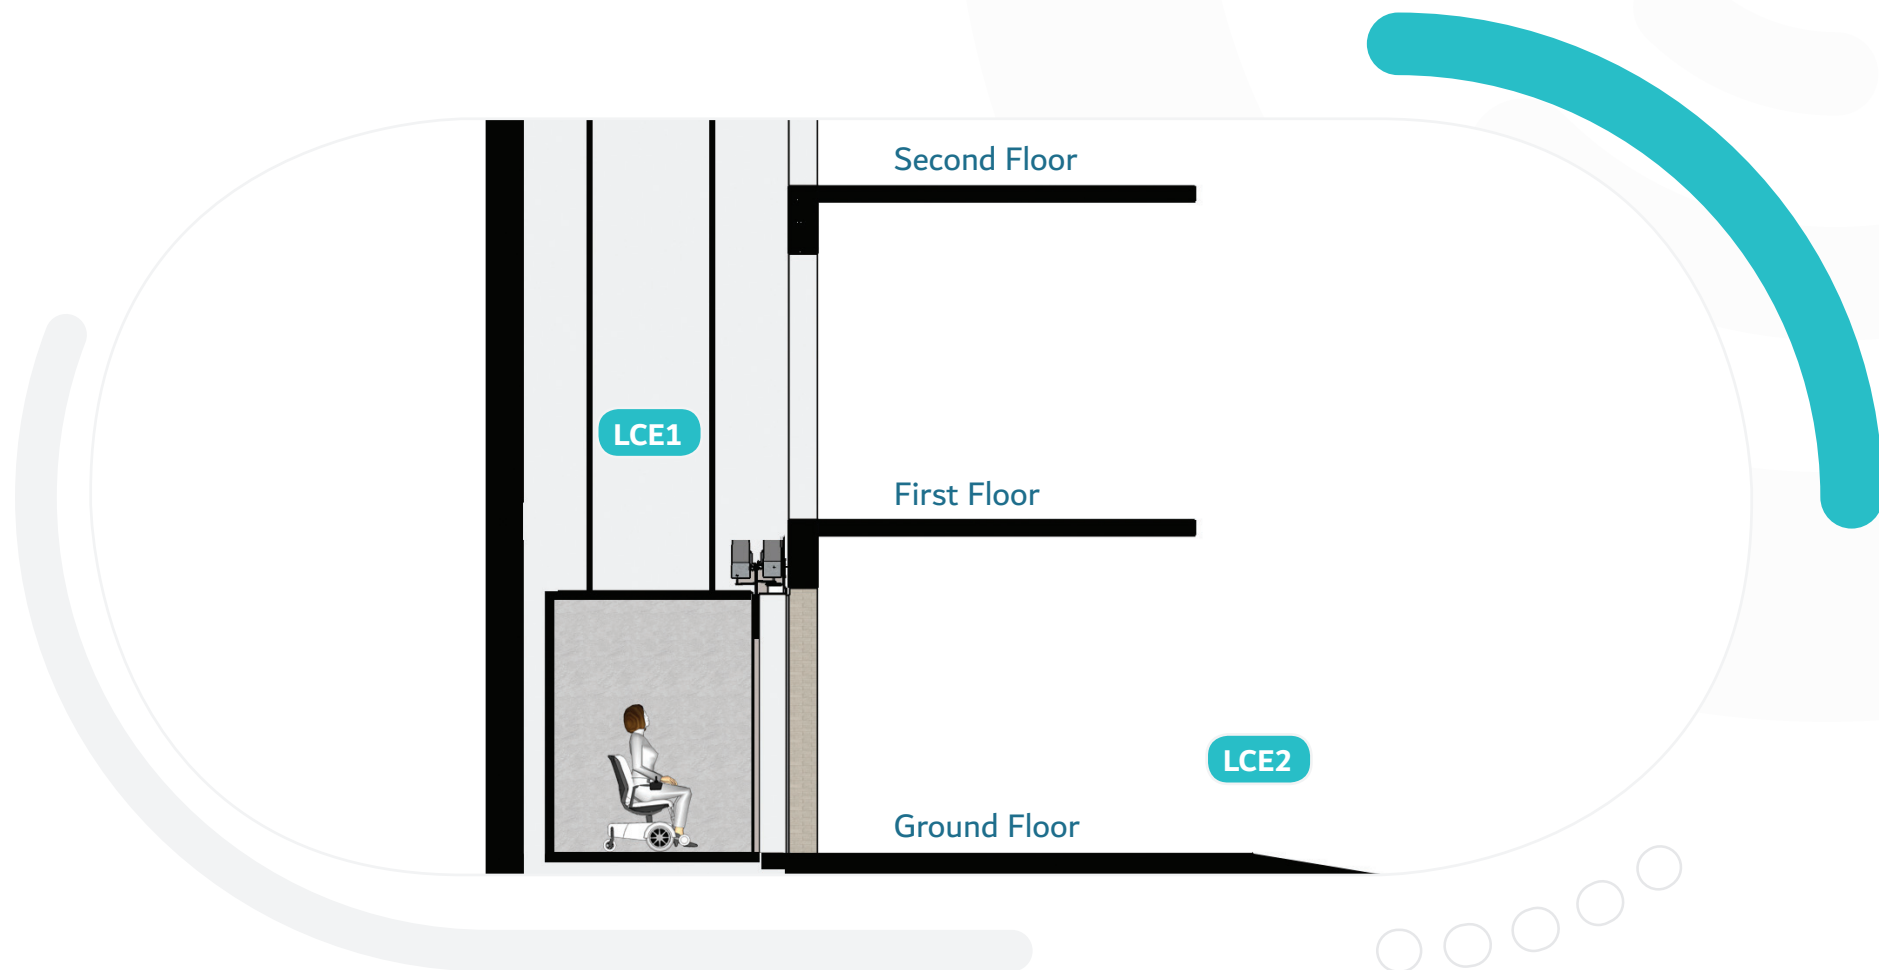 Second Floor
LCE1
First Floor
LCE2
Ground Floor